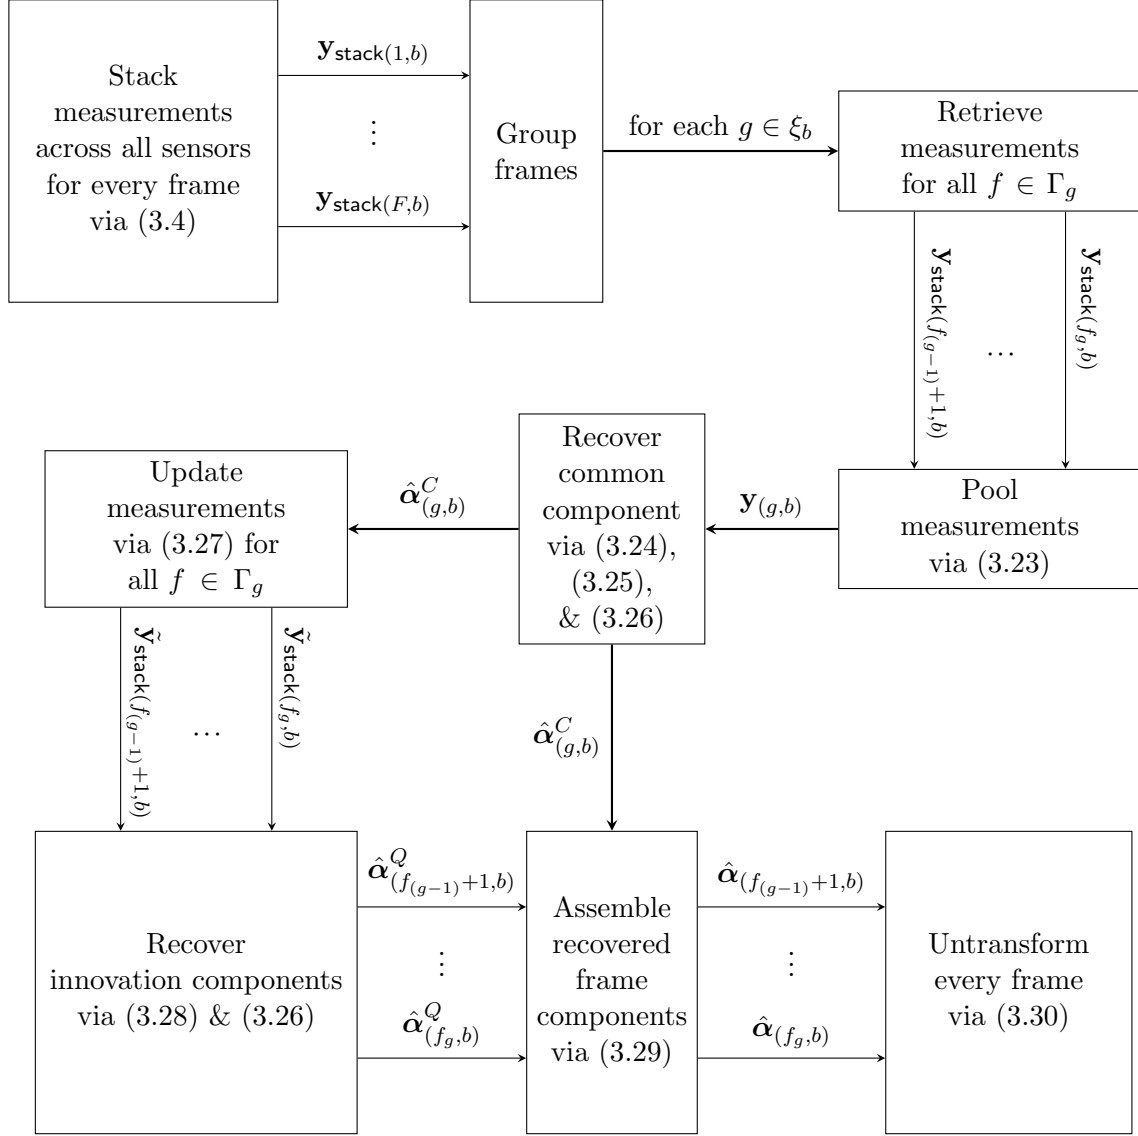 Stack
measurements
across all sensors
for every frame
via (3.4)
𝐲_stack(1,b)
⋮
𝐲_stack(F,b)
Group
frames
for each g ∈ ξ_b
Retrieve
measurements
for all f ∈ Γ_g
𝐲_stack(f_(g−1)+1,b)
⋯
𝐲_stack(f_g,b)
Pool
measurements
via (3.23)
𝐲_(g,b)
Recover
common
component
via (3.24),
(3.25),
& (3.26)
𝜶̂^C_(g,b)
Update
measurements
via (3.27) for
all f ∈ Γ_g
𝐲̃_stack(f_(g−1)+1,b)
⋯
𝐲̃_stack(f_g,b)
𝜶̂^C_(g,b)
Recover
innovation components
via (3.28) & (3.26)
𝜶̂^Q_(f_(g−1)+1,b)
⋮
𝜶̂^Q_(f_g,b)
Assemble
recovered
frame
components
via (3.29)
𝜶̂_(f_(g−1)+1,b)
⋮
𝜶̂_(f_g,b)
Untransform
every frame
via (3.30)